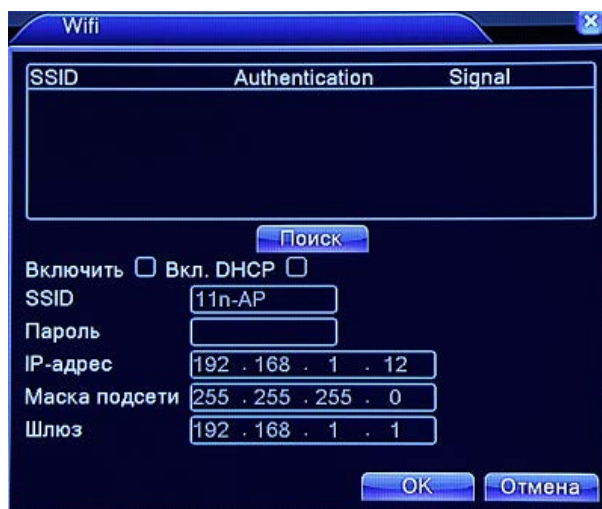 Wifi
SSID Authentication Signal
Поиск
Включить Вкл. DHCP
SSID 11n-AP
Пароль
IP-адрес 192 . 168 . 1 . 12
Маска подсети 255 . 255 . 255 . 0
Шлюз 192 . 168 . 1 . 1
OK Отмена